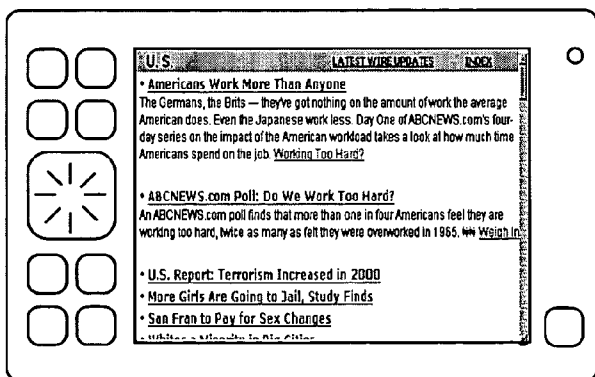 U.S. LATEST WIRE UPDATES INDEX
• Americans Work More Than Anyone
The Germans, the Brits — they've got nothing on the amount of work the average
American does. Even the Japanese work less. Day One of ABCNEWS.com's four-
day series on the impact of the American workload takes a look at how much time
Americans spend on the job. Working Too Hard?
• ABCNEWS.com Poll: Do We Work Too Hard?
An ABCNEWS.com poll finds that more than one in four Americans feel they are
working too hard, twice as many as felt they were overworked in 1965. Weigh In
• U.S. Report: Terrorism Increased in 2000
• More Girls Are Going to Jail, Study Finds
• San Fran to Pay for Sex Changes
• Whites a Minority in Big Cities